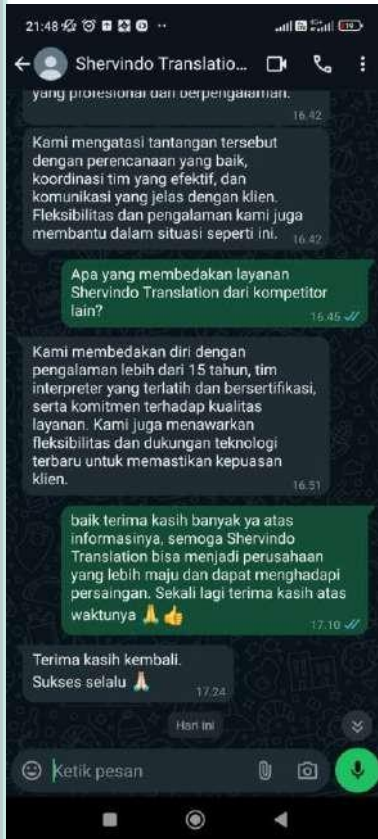 21:48
Shervindo Translatio...
yang profesional dan berpengalaman.
16.42
Kami mengatasi tantangan tersebut
dengan perencanaan yang baik,
koordinasi tim yang efektif, dan
komunikasi yang jelas dengan klien.
Fleksibilitas dan pengalaman kami juga
membantu dalam situasi seperti ini.
16.42
Apa yang membedakan layanan
Shervindo Translation dari kompetitor
lain?
16.45
Kami membedakan diri dengan
pengalaman lebih dari 15 tahun, tim
interpreter yang terlatih dan bersertifikasi,
serta komitmen terhadap kualitas
layanan. Kami juga menawarkan
fleksibilitas dan dukungan teknologi
terbaru untuk memastikan kepuasan
klien.
16.51
baik terima kasih banyak ya atas
informasinya, semoga Shervindo
Translation bisa menjadi perusahaan
yang lebih maju dan dapat menghadapi
persaingan. Sekali lagi terima kasih atas
waktunya 🙏 👍
17.10
Terima kasih kembali.
Sukses selalu 🙏
17.24
Hari ini
Ketik pesan